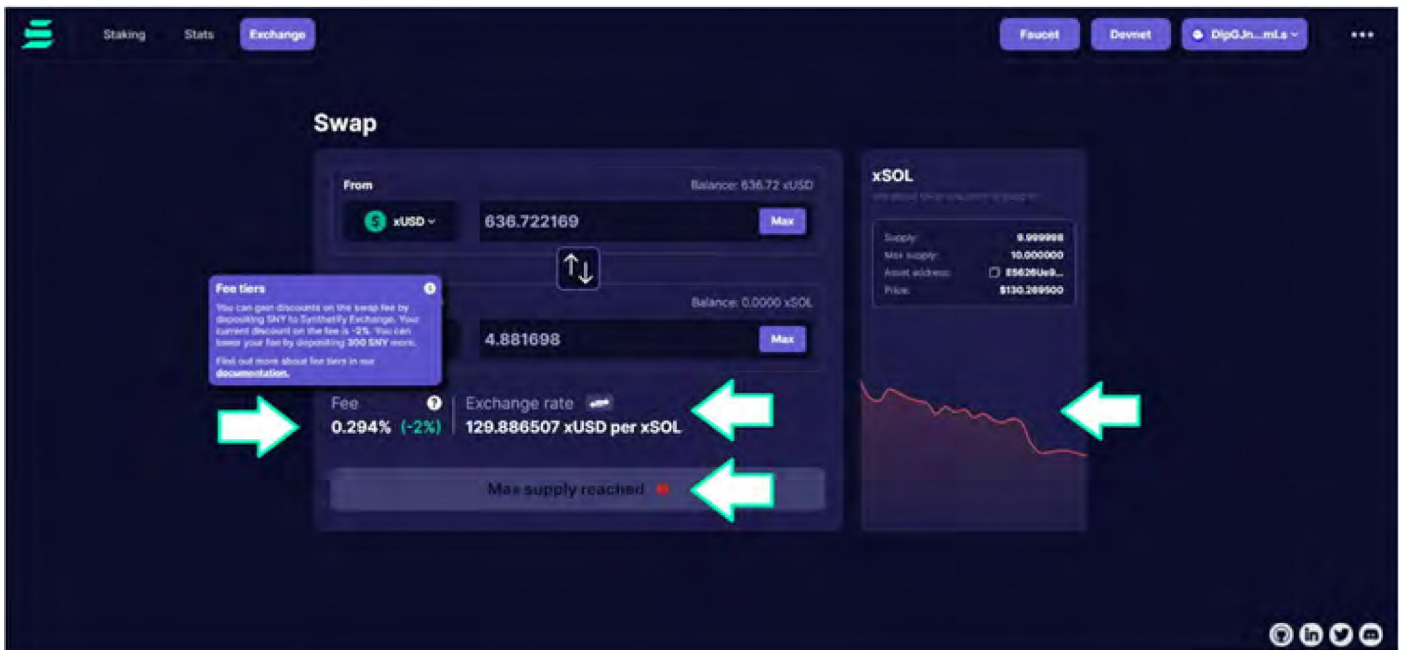 Staking Stats Exchange Faucet Devnet DipGJn...mLs
Swap
From Balance: 636.72 xUSD
xUSD 636.722169 Max
Balance: 0.0000 xSOL
4.881698 Max
Fee tiers
You can gain discounts on the swap fee by
depositing SNY to Synthetify Exchange. Your
current discount on the fee is -2%. You can
lower your fee by depositing 300 SNY more.
Find out more about fee tiers in our
documentation.
Fee ? Exchange rate
0.294% (-2%) 129.886507 xUSD per xSOL
Max supply reached
xSOL
Supply: 9.999998
Max supply: 10.000000
Asset address: E5626Ue9...
Price: $130.269500